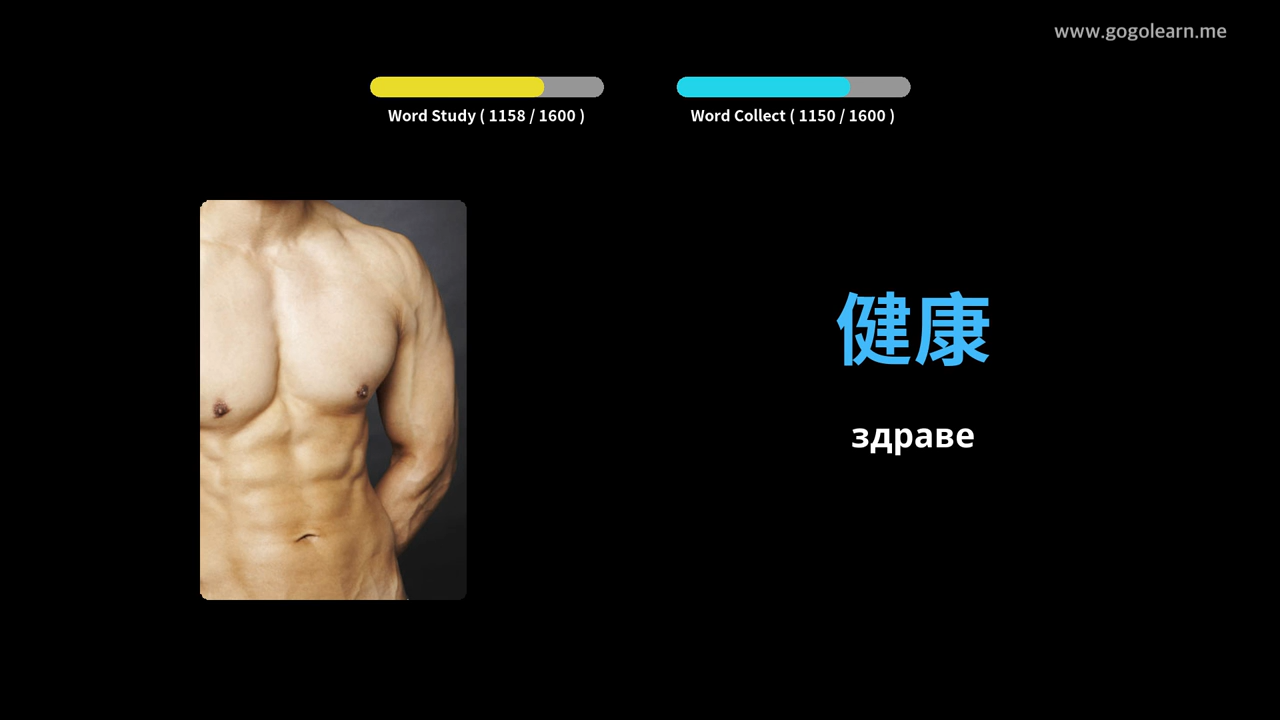 www.gogolearn.me
Word Study ( 1158 / 1600 )
Word Collect ( 1150 / 1600 )
健康
здраве